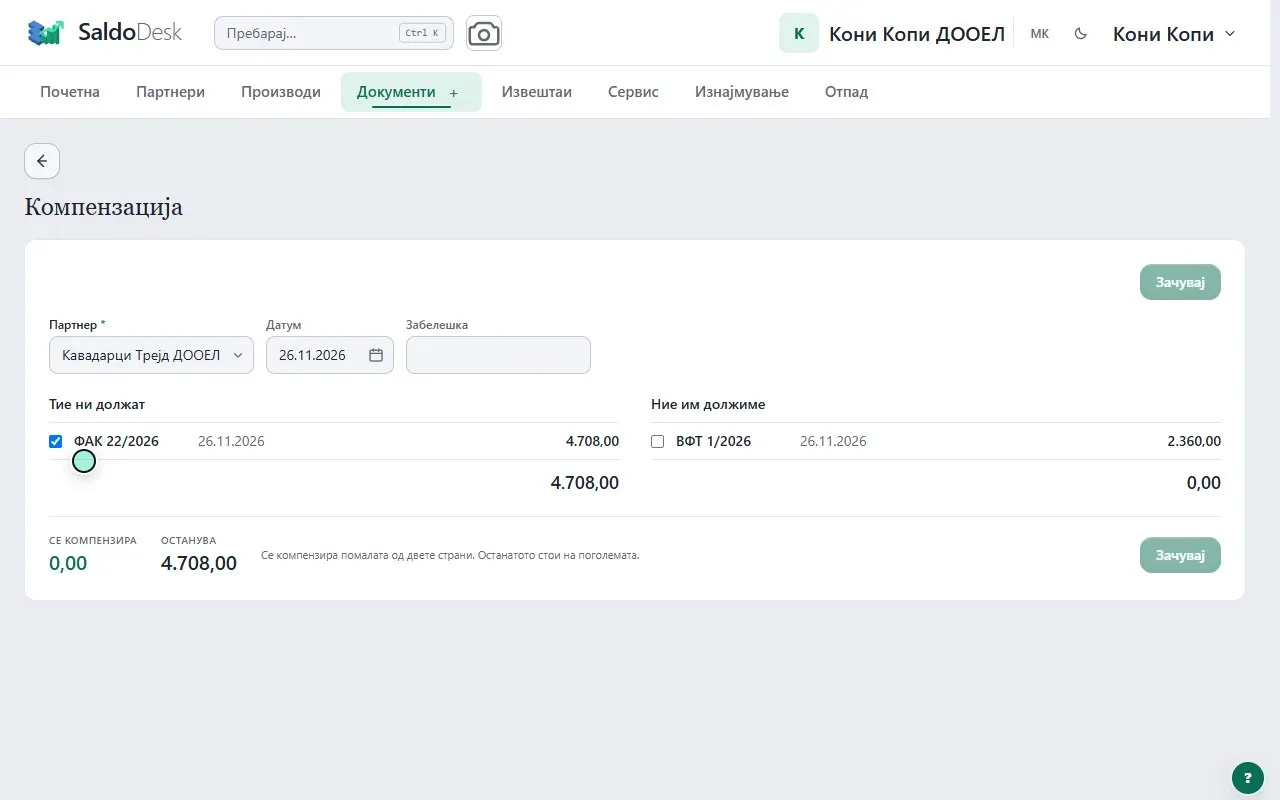 SaldoDesk
Пребарај...
Ctrl K
К
Кони Копи ДООЕЛ
МК
Кони Копи
Почетна
Партнери
Производи
Документи +
Извештаи
Сервис
Изнајмување
Отпад
Компензација
Зачувај
Партнер *
Датум
Забелешка
Кавадарци Трејд ДООЕЛ
26.11.2026
Тие ни должат
Ние им должиме
ФАК 22/2026 26.11.2026 4.708,00
ВФТ 1/2026 26.11.2026 2.360,00
4.708,00
0,00
СЕ КОМПЕНЗИРА
ОСТАНУВА
0,00
4.708,00
Се компензира помалата од двете страни. Останатото стои на поголемата.
Зачувај
?